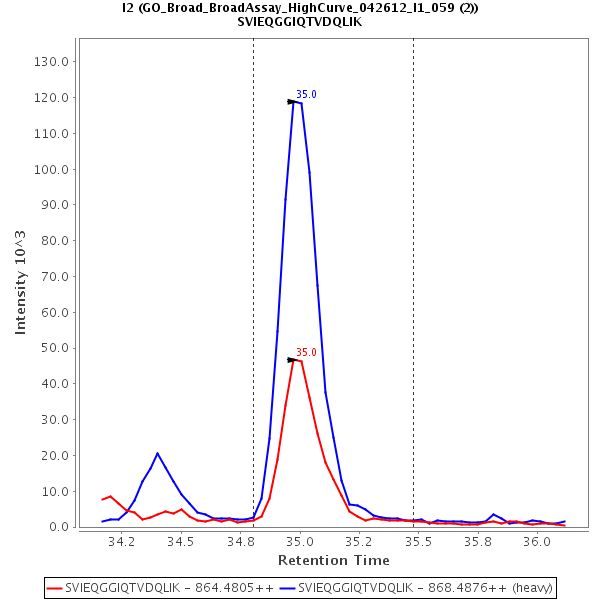 I2 (GO_Broad_BroadAssay_HighCurve_042612_I1_059 (2))
SVIEQGGIQTVDQLIK
130.0
120.0
110.0
100.0
90.0
80.0
70.0
60.0
50.0
40.0
30.0
20.0
10.0
0.0
Intensity 10^3
35.0
35.0
34.2 34.5 34.8 35.0 35.2 35.5 35.8 36.0
Retention Time
SVIEQGGIQTVDQLIK - 864.4805++ SVIEQGGIQTVDQLIK - 868.4876++ (heavy)